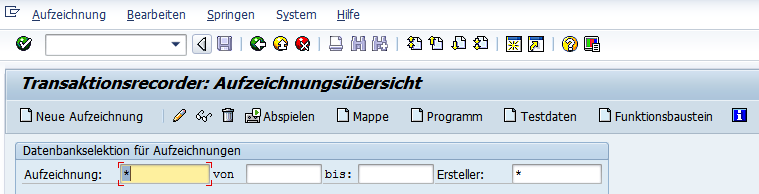 Aufzeichnung Bearbeiten Springen System Hilfe
Transaktionsrecorder: Aufzeichnungsübersicht
Neue Aufzeichnung Abspielen Mappe Programm Testdaten Funktionsbaustein
Datenbankselektion für Aufzeichnungen
Aufzeichnung: * von bis: Ersteller: *